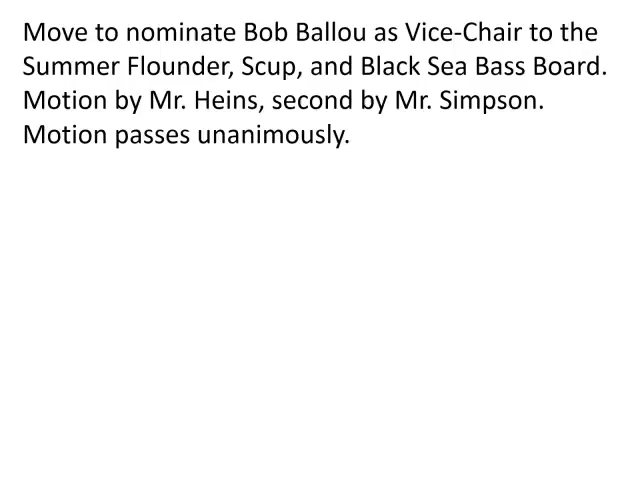 Move to nominate Bob Ballou as Vice-Chair to the
Summer Flounder, Scup, and Black Sea Bass Board.
Motion by Mr. Heins, second by Mr. Simpson.
Motion passes unanimously.